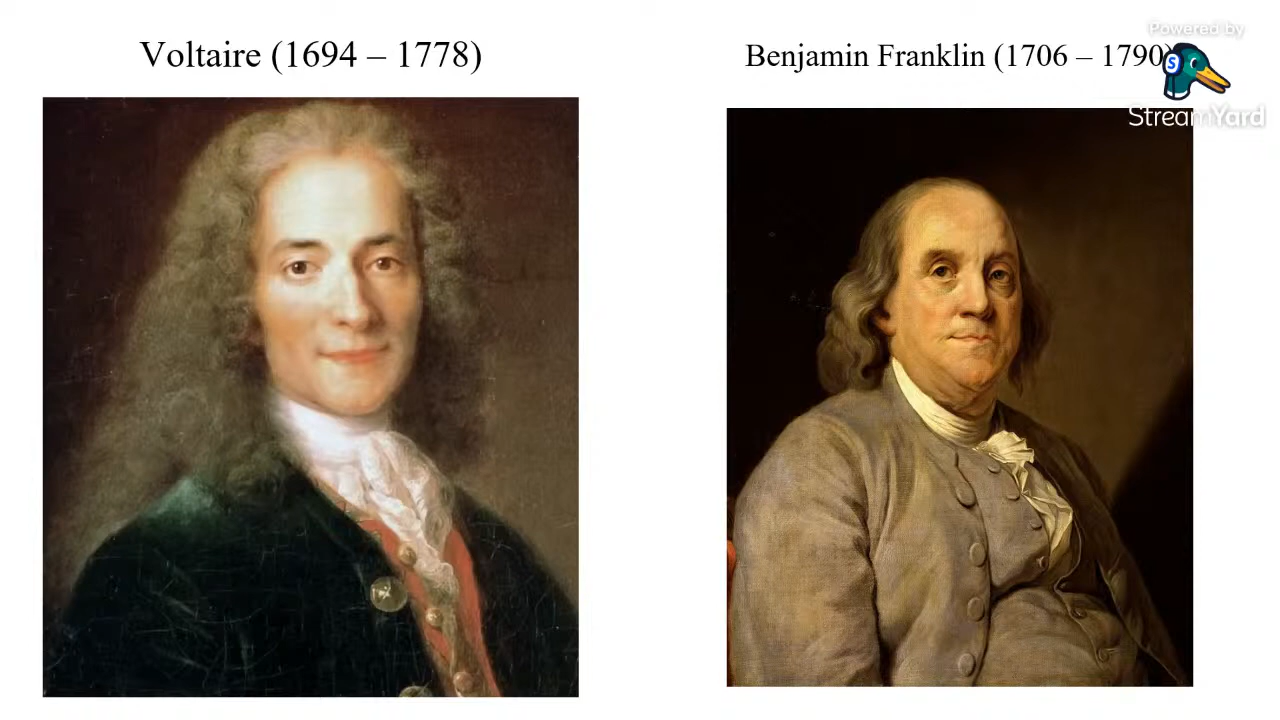 Voltaire (1694 – 1778)
Benjamin Franklin (1706 – 1790)
Powered by
S
StreamYard